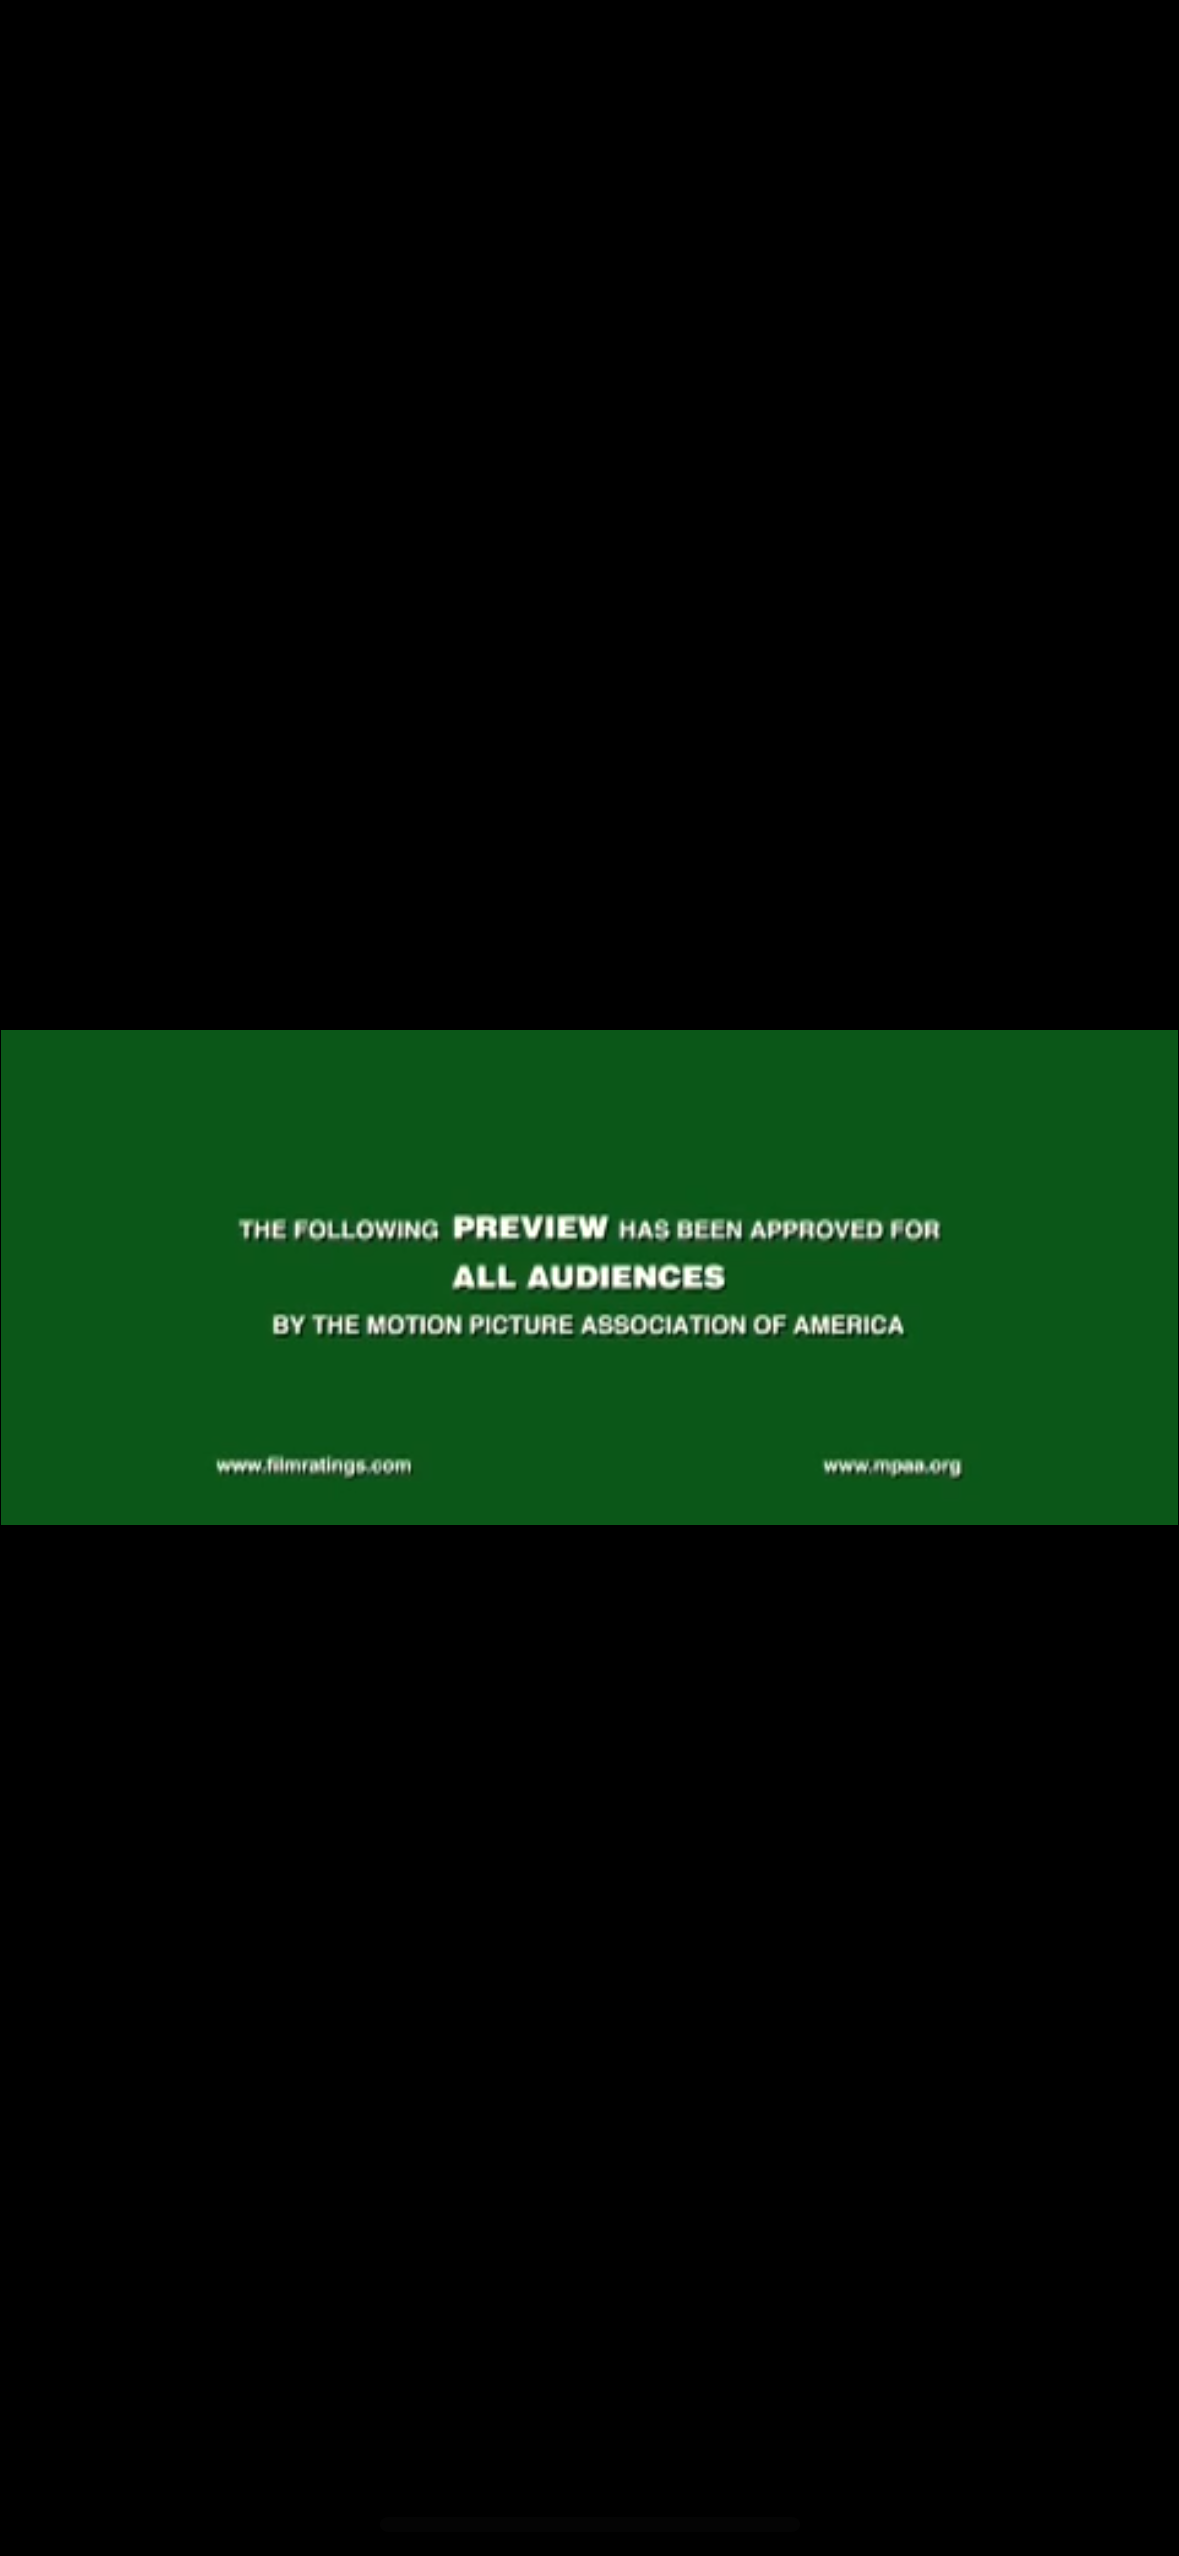 THE FOLLOWING PREVIEW HAS BEEN APPROVED FOR
ALL AUDIENCES
BY THE MOTION PICTURE ASSOCIATION OF AMERICA
www.filmratings.com
www.mpaa.org